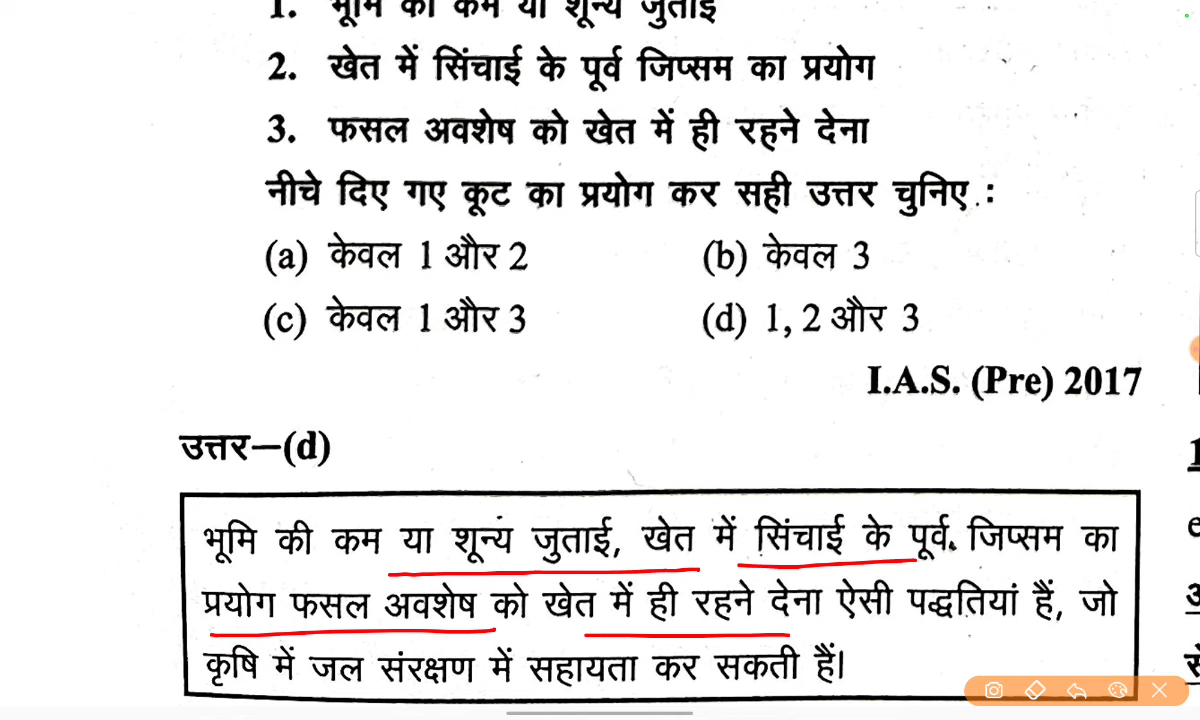 1. भूमि की कम या शून्य जुताई
2. खेत में सिंचाई के पूर्व जिप्सम का प्रयोग
3. फसल अवशेष को खेत में ही रहने देना
नीचे दिए गए कूट का प्रयोग कर सही उत्तर चुनिए :
(a) केवल 1 और 2 (b) केवल 3
(c) केवल 1 और 3 (d) 1, 2 और 3
I.A.S. (Pre) 2017
उत्तर—(d)
भूमि की कम या शून्य जुताई, खेत में सिंचाई के पूर्व जिप्सम का
प्रयोग फसल अवशेष को खेत में ही रहने देना ऐसी पद्धतियां हैं, जो
कृषि में जल संरक्षण में सहायता कर सकती हैं।